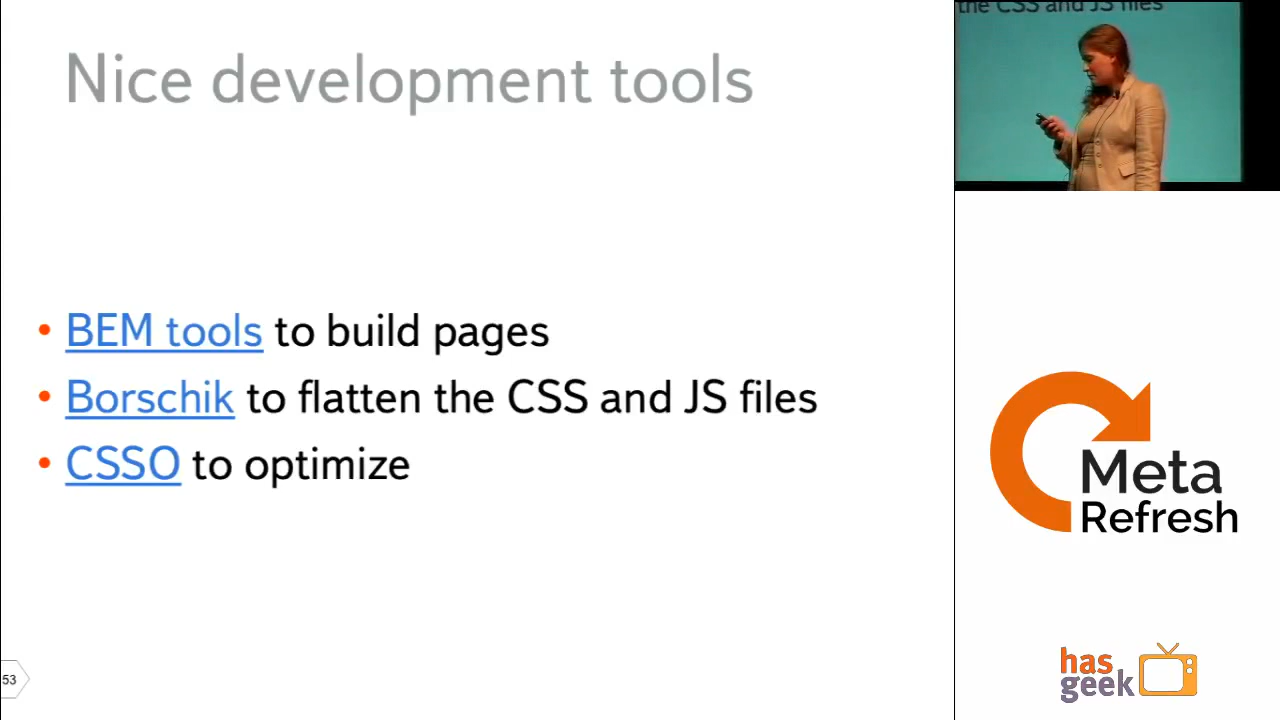 Nice development tools
• BEM tools to build pages
• Borschik to flatten the CSS and JS files
• CSSO to optimize
53
the CSS and JS files
Meta
Refresh
has
geek